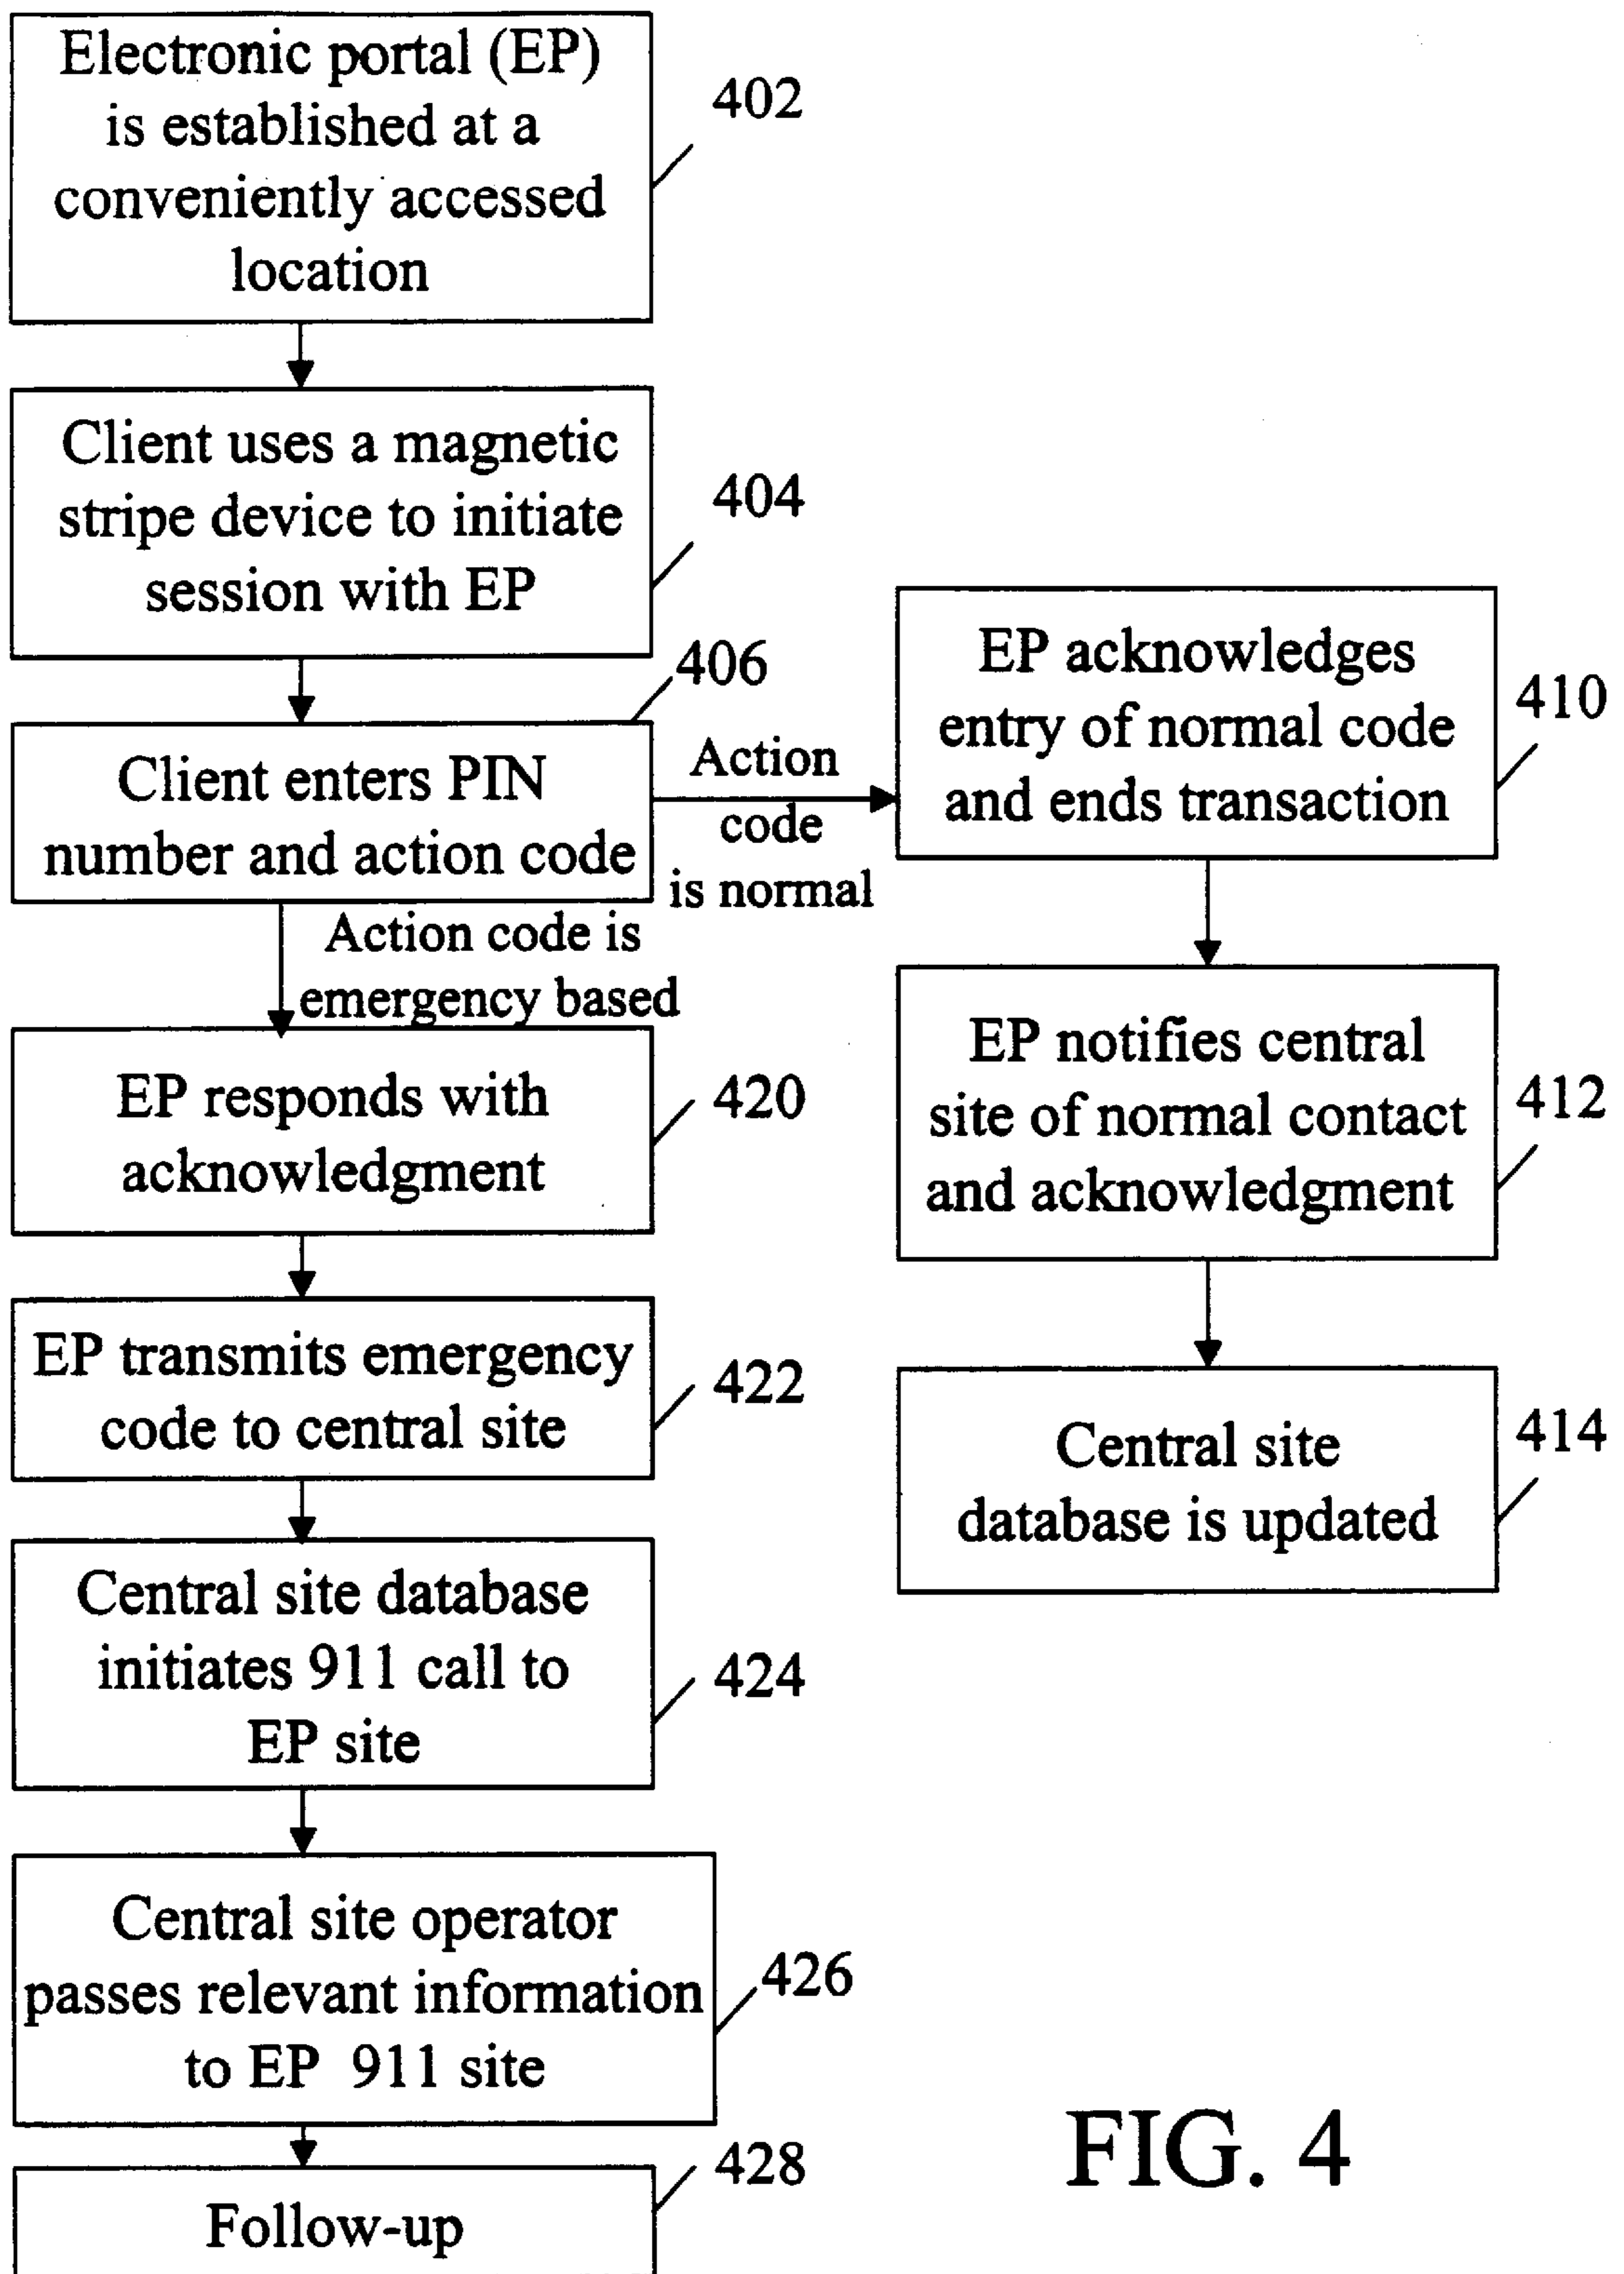 Electronic portal (EP)
is established at a
conveniently accessed
location
402
Client uses a magnetic
stripe device to initiate
session with EP
404
406
Client enters PIN
number and action code
Action
code
is normal
EP acknowledges
entry of normal code
and ends transaction
410
EP notifies central
site of normal contact
and acknowledgment
412
Central site
database is updated
414
Action code is
emergency based
EP responds with
acknowledgment
420
EP transmits emergency
code to central site
422
Central site database
initiates 911 call to
EP site
424
Central site operator
passes relevant information
to EP 911 site
426
Follow-up
428
FIG. 4